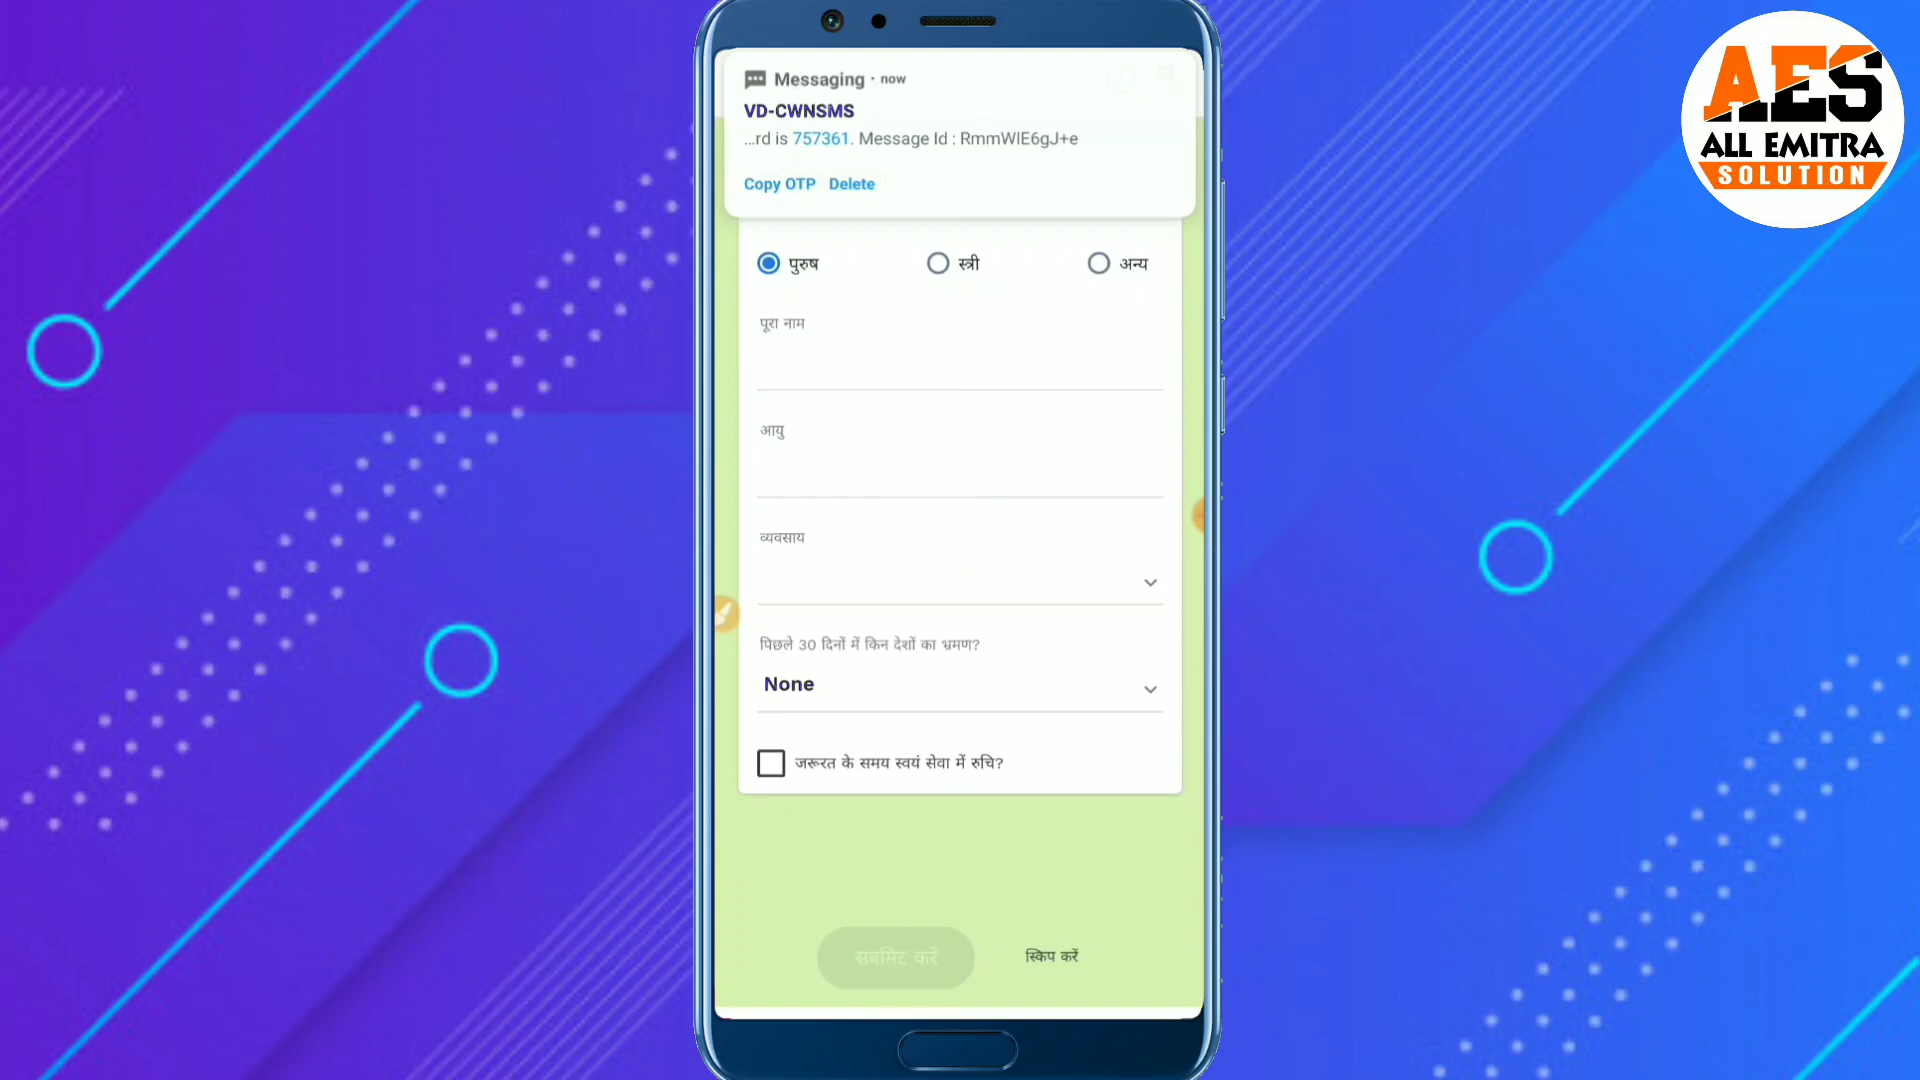 Messaging · now
VD-CWNSMS
...rd is 757361. Message Id : RmmWlE6gJ+e
Copy OTP Delete
पुरुष स्त्री अन्य
पूरा नाम
आयु
व्यवसाय
पिछले 30 दिनों में किन देशों का भ्रमण?
None
जरूरत के समय स्वयं सेवा में रुचि?
सबमिट करें स्किप करें
AES
ALL EMITRA
SOLUTION